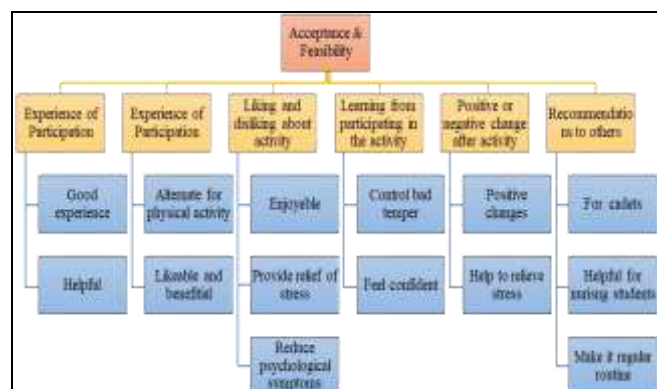 Acceptance &
Feasibility
Experience of
Participation
Experience of
Participation
Liking and
disliking about
activity
Learning from
participating in
the activity
Positive or
negative change
after activity
Recommendatio
ns to others
Good
experience
Helpful
Alternate for
physical activity
Likeable and
benefitial
Enjoyable
Provide relief of
stress
Reduce
psychological
symptoms
Control bad
temper
Feel confident
Positive
changes
Help to relieve
stress
For cadets
Helpful for
nursing students
Make it regular
routine